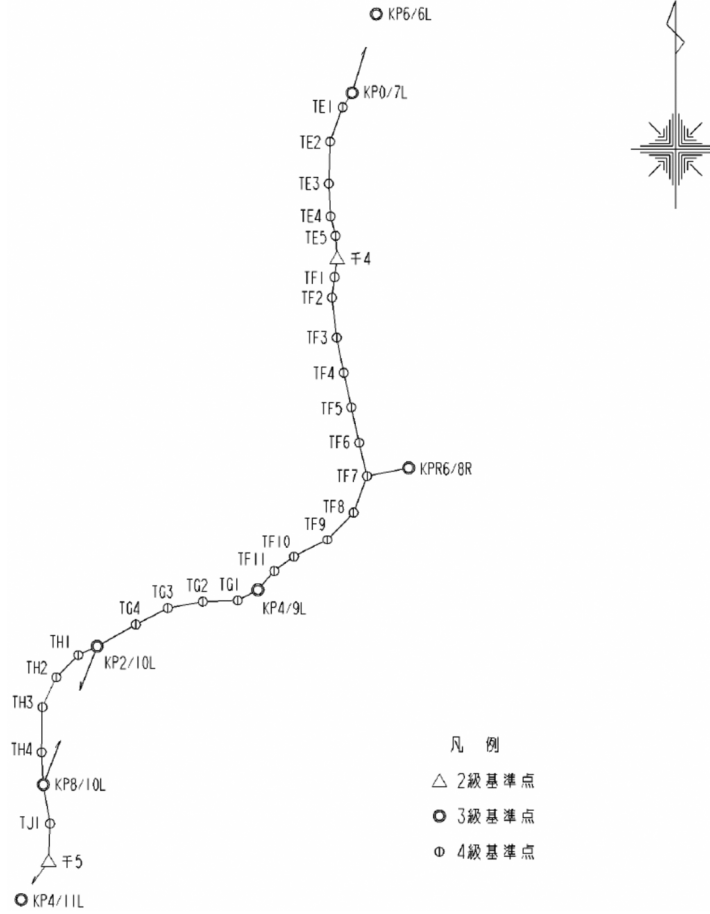 KP6/6L
KP0/7L
TE1
TE2
TE3
TE4
TE5
千4
TF1
TF2
TF3
TF4
TF5
TF6
TF7
KPR6/8R
TF8
TF9
TF10
TF11
KP4/9L
TG1
TG2
TG3
TG4
KP2/10L
TH1
TH2
TH3
TH4
KP8/10L
TJ1
千5
KP4/11L
凡 例
2級基準点
3級基準点
4級基準点